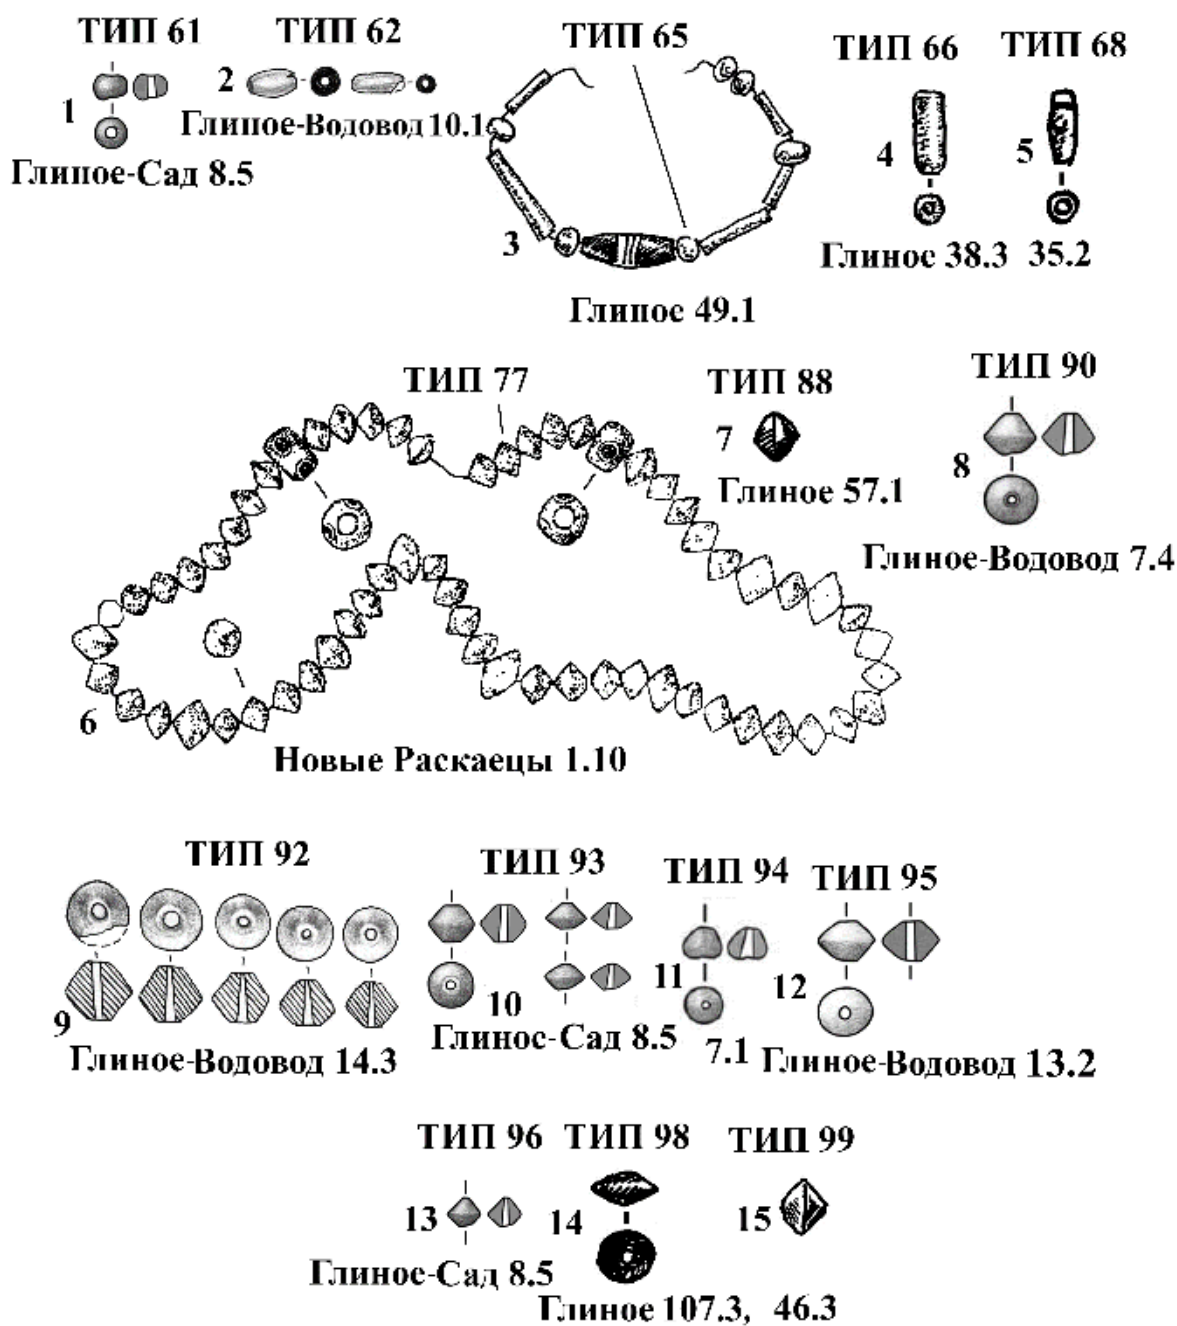 ТИП 61 ТИП 62 ТИП 65 ТИП 66 ТИП 68
1 2 3 4 5
Глиное-Водовод 10.1
Глиное-Сад 8.5
Глиное 38.3 35.2
Глиное 49.1
ТИП 77 ТИП 88 ТИП 90
7 8
Глиное 57.1
Глиное-Водовод 7.4
6
Новые Раскаецы 1.10
ТИП 92 ТИП 93 ТИП 94 ТИП 95
9 10 11 12
Глиное-Водовод 14.3
Глиное-Сад 8.5
7.1 Глиное-Водовод 13.2
ТИП 96 ТИП 98 ТИП 99
13 14 15
Глиное-Сад 8.5
Глиное 107.3, 46.3